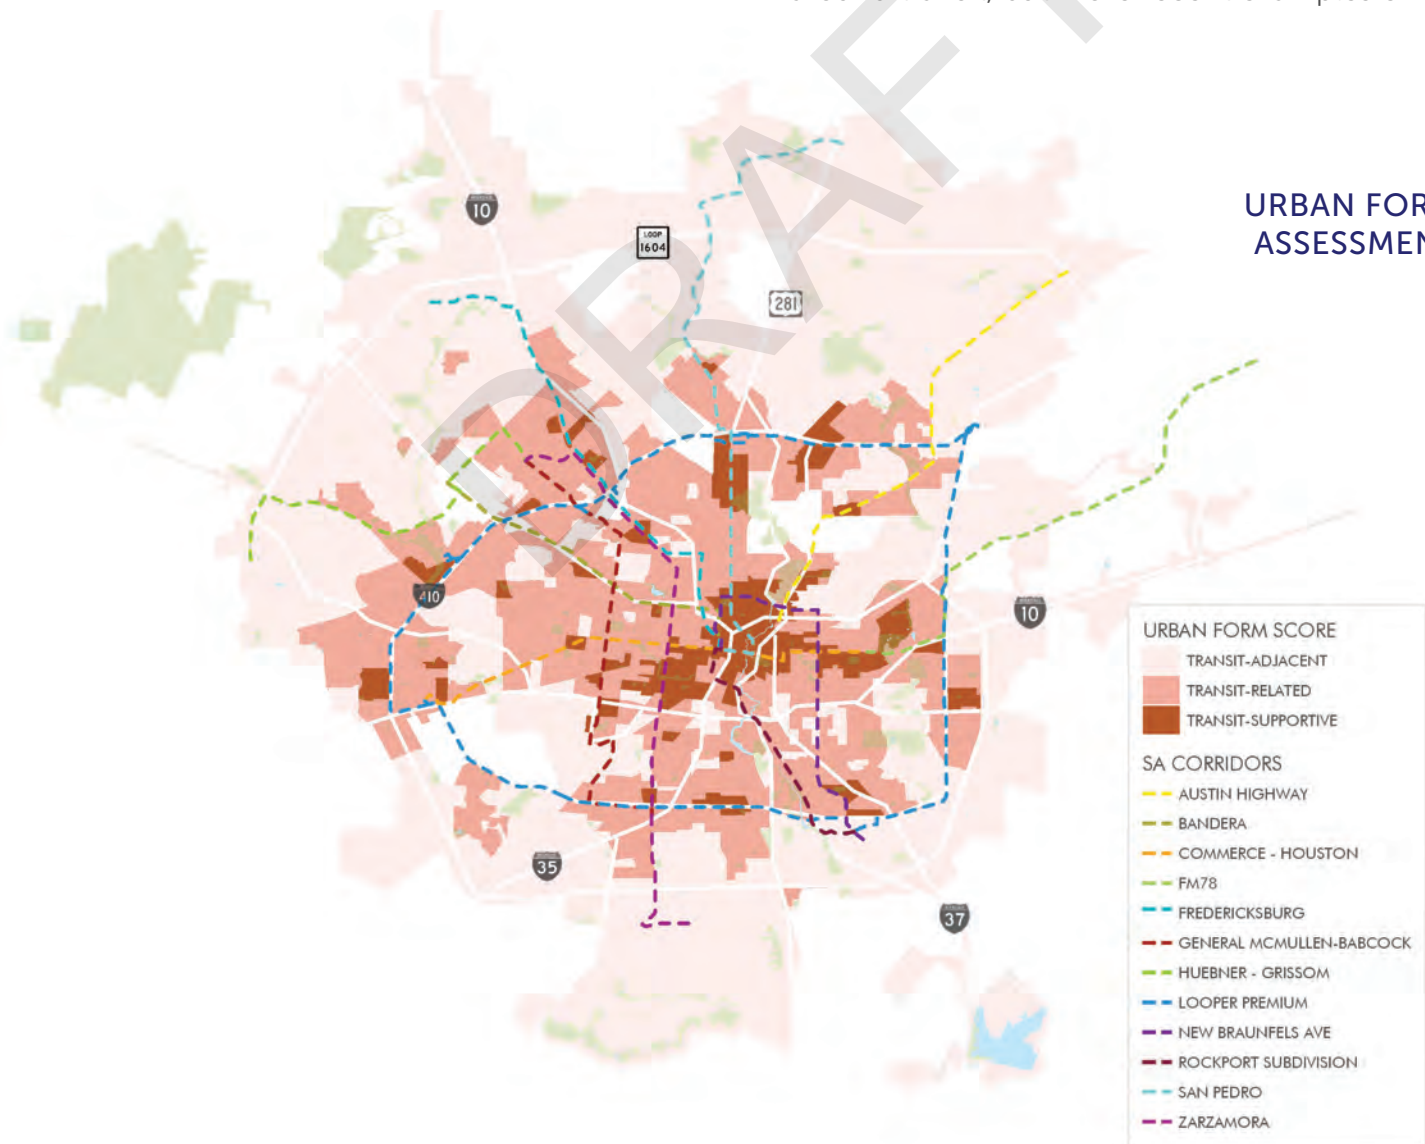 DRAFT
URBAN FOR
ASSESSMEN
10
LOOP
1604
281
410
10
35
37
URBAN FORM SCORE
TRANSIT-ADJACENT
TRANSIT-RELATED
TRANSIT-SUPPORTIVE
SA CORRIDORS
AUSTIN HIGHWAY
BANDERA
COMMERCE - HOUSTON
FM78
FREDERICKSBURG
GENERAL MCMULLEN-BABCOCK
HUEBNER - GRISSOM
LOOPER PREMIUM
NEW BRAUNFELS AVE
ROCKPORT SUBDIVISION
SAN PEDRO
ZARZAMORA